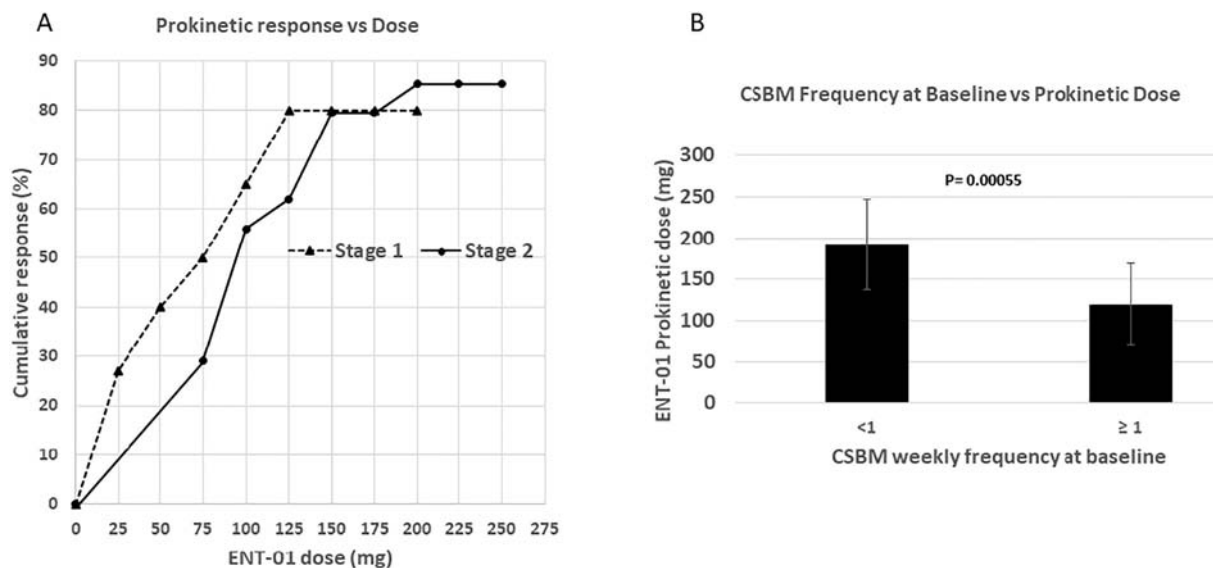 A
Prokinetic response vs Dose
Cumulative response (%)
90
80
70
60
50
40
30
20
10
0
Stage 1 Stage 2
0 25 50 75 100 125 150 175 200 225 250 275
ENT-01 dose (mg)
B
CSBM Frequency at Baseline vs Prokinetic Dose
ENT-01 Prokinetic dose (mg)
300
250
200
150
100
50
0
P= 0.00055
<1 ≥ 1
CSBM weekly frequency at baseline